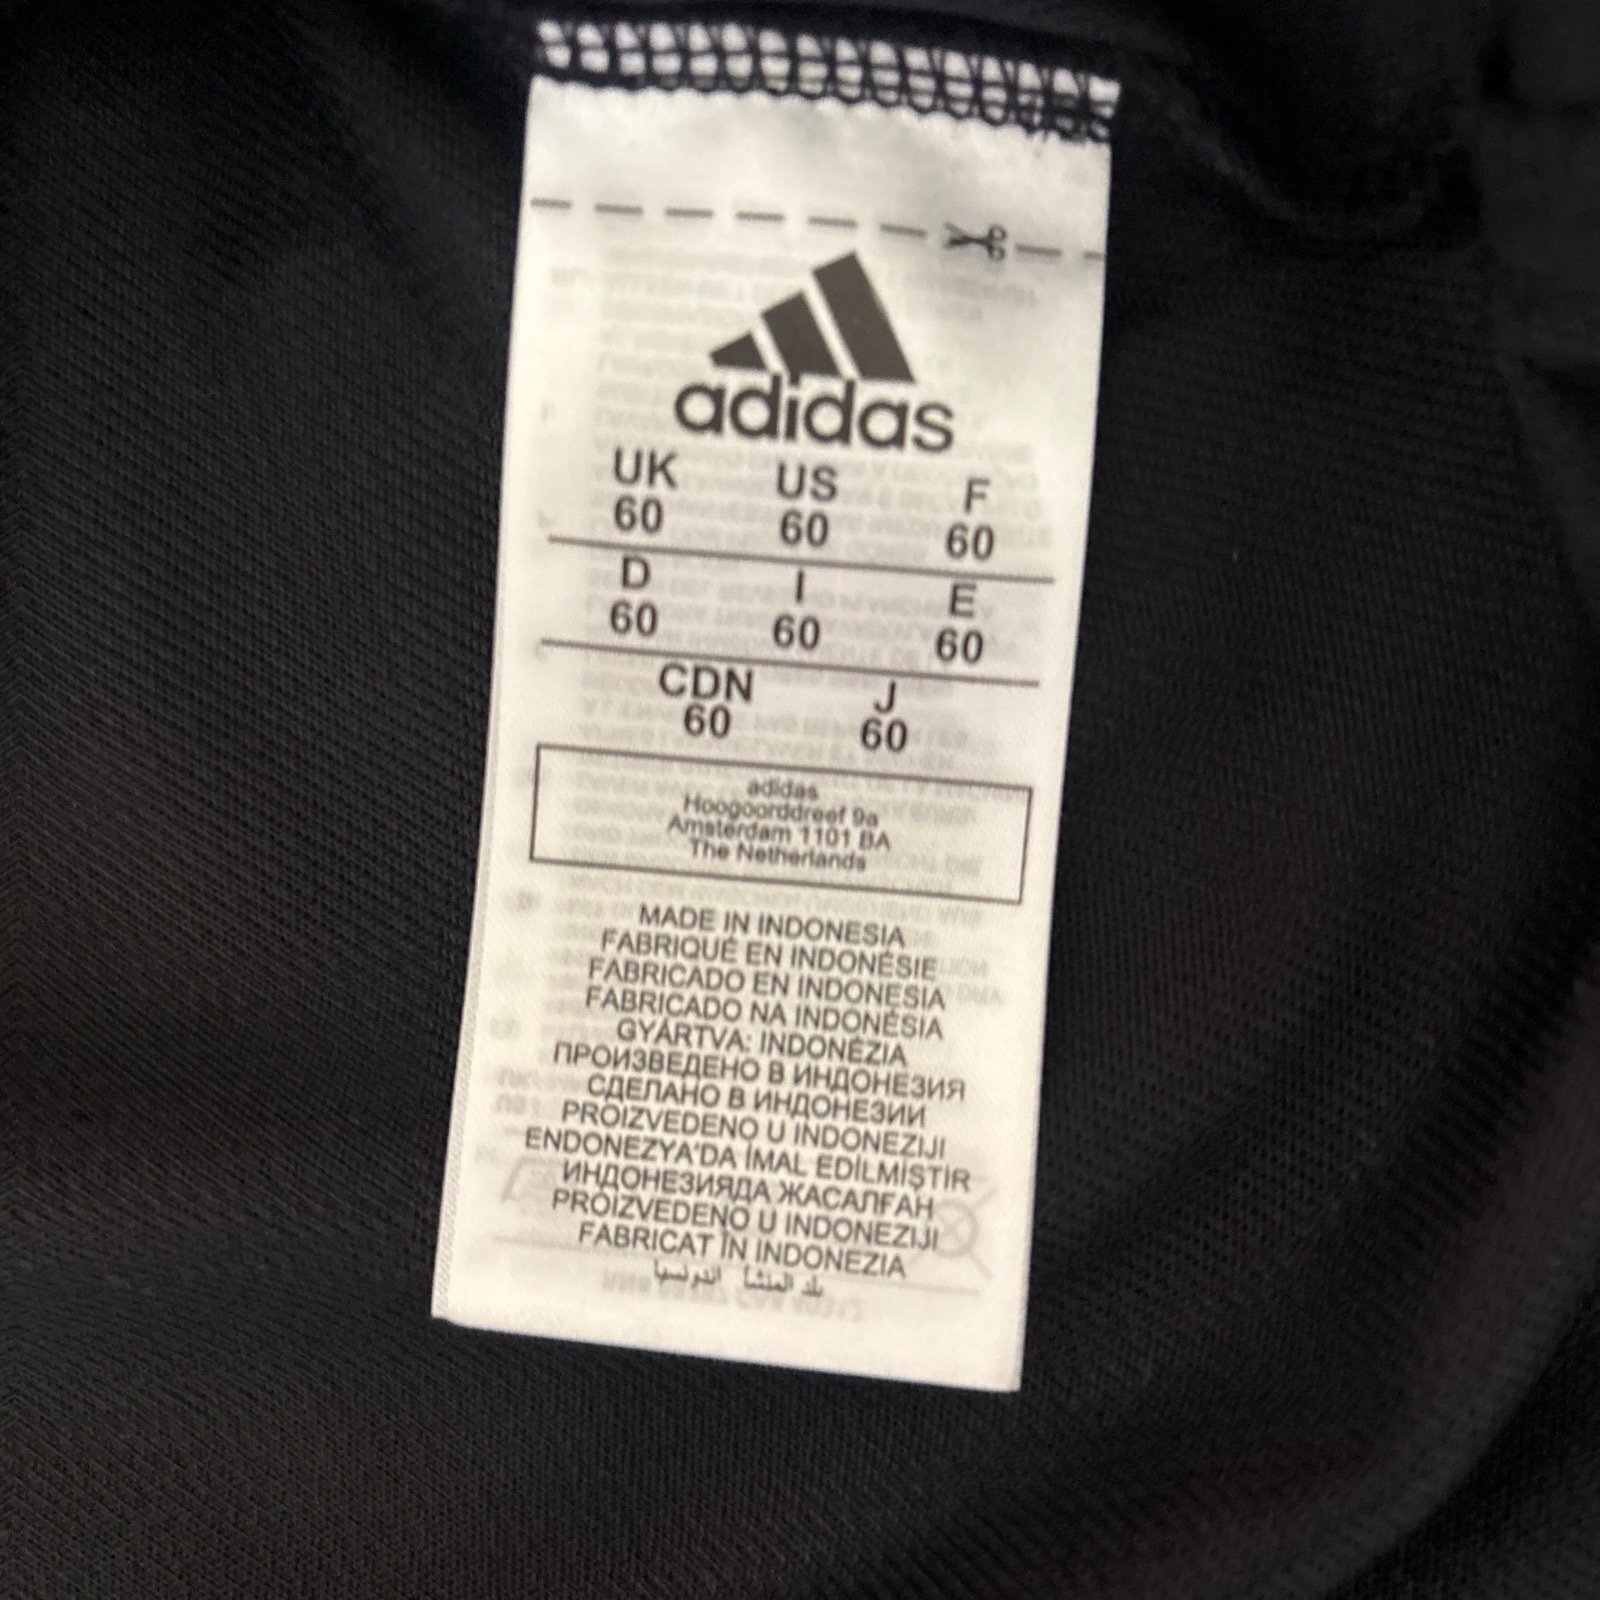 adidas
UK US F
60 60 60
D I E
60 60 60
CDN J
60 60
adidas
Hoogoorddreef 9a
Amsterdam 1101 BA
The Netherlands
MADE IN INDONESIA
FABRIQUÉ EN INDONÉSIE
FABRICADO EN INDONESIA
FABRICADO NA INDONÉSIA
GYÁRTVA: INDONÉZIA
ПРОИЗВЕДЕНО В ИНДОНЕЗИЯ
СДЕЛАНО В ИНДОНЕЗИИ
PROIZVEDENO U INDONEZIJI
ENDONEZYA'DA İMAL EDİLMİŞTİR
ИНДОНЕЗИЯДА ЖАСАЛҒАН
PROIZVEDENO U INDONEZIJI
FABRICAT ÎN INDONEZIA
بلد المنشأ